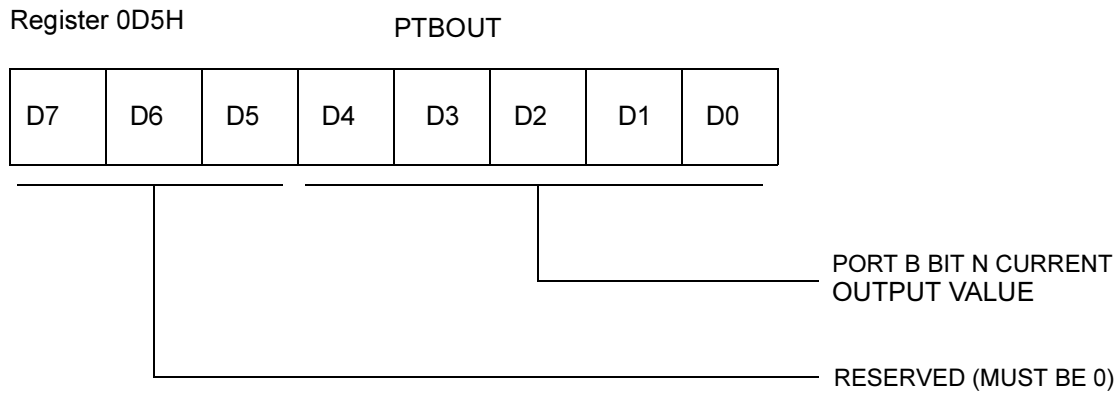 Register 0D5H
PTBOUT
D7 D6 D5 D4 D3 D2 D1 D0
PORT B BIT N CURRENT
OUTPUT VALUE
RESERVED (MUST BE 0)